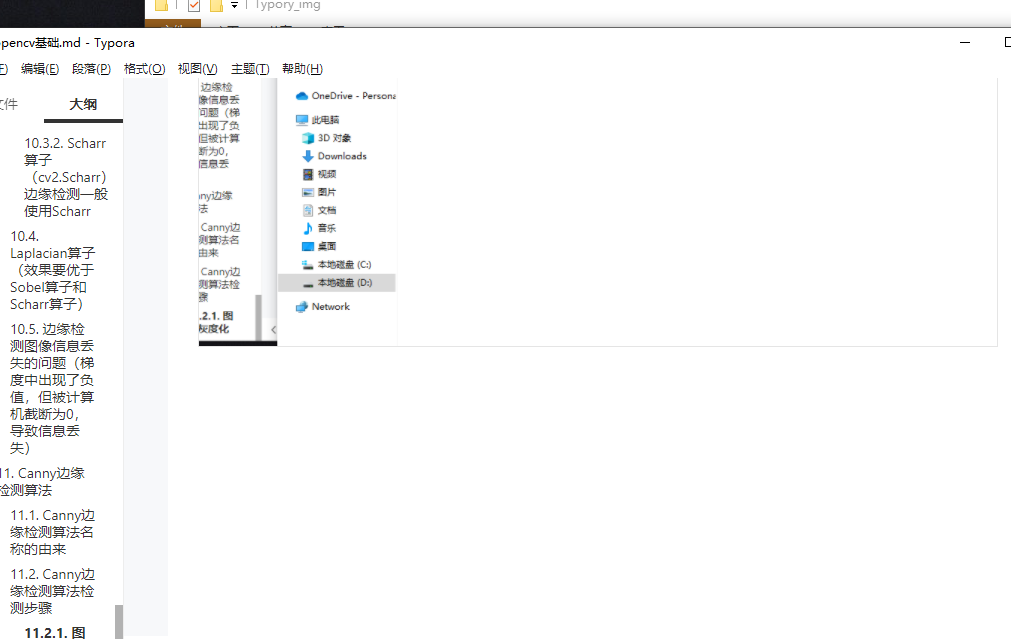 Typory_img
pencv基础.md - Typora
编辑(E) 段落(P) 格式(O) 视图(V) 主题(T) 帮助(H)
大纲
10.3.2. Scharr
算子
（cv2.Scharr）
边缘检测一般
使用Scharr
10.4.
Laplacian算子
（效果要优于
Sobel算子和
Scharr算子）
10.5. 边缘检
测图像信息丢
失的问题（梯
度中出现了负
值，但被计算
机截断为0，
导致信息丢
失）
11. Canny边缘
检测算法
11.1. Canny边
缘检测算法名
称的由来
11.2. Canny边
缘检测算法检
测步骤
11.2.1. 图
边缘检
像信息丢
问题（梯
出现了负
但被计算
断为0，
信息丢
ny边缘
法
Canny边
测算法名
由来
Canny边
测算法检
骤
.2.1. 图
灰度化
OneDrive - Persona
此电脑
3D 对象
Downloads
视频
图片
文档
音乐
桌面
本地磁盘 (C:)
本地磁盘 (D:)
Network